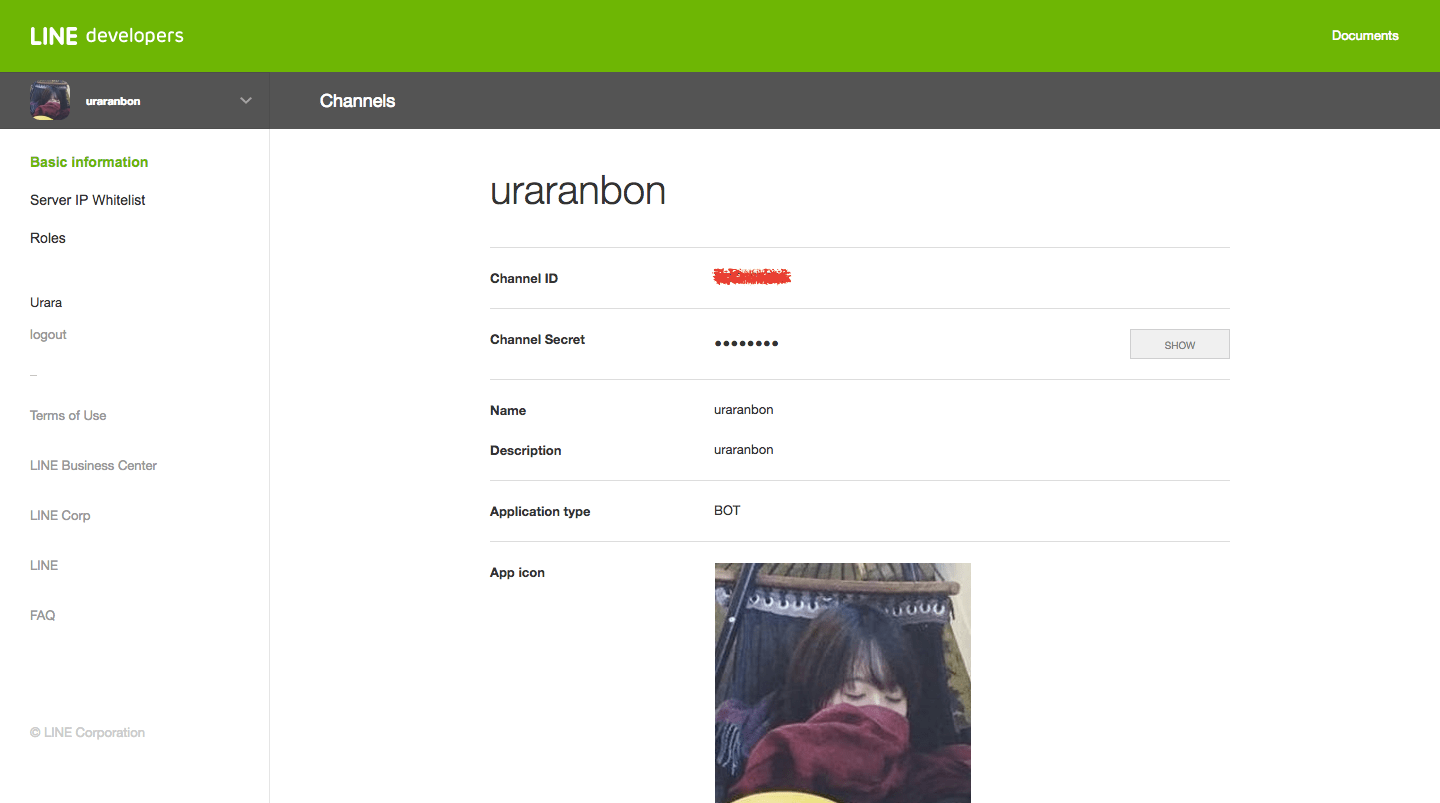 LINE developers
Documents
uraranbon
Channels
Basic information
Server IP Whitelist
Roles
Urara
logout
–
Terms of Use
LINE Business Center
LINE Corp
LINE
FAQ
© LINE Corporation
uraranbon
Channel ID
Channel Secret ●●●●●●●● SHOW
Name uraranbon
Description uraranbon
Application type BOT
App icon